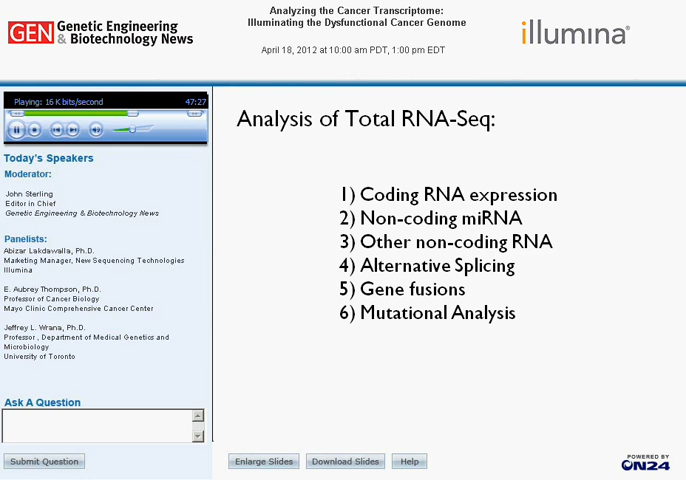 GEN Genetic Engineering
& Biotechnology News
Analyzing the Cancer Transcriptome:
Illuminating the Dysfunctional Cancer Genome
April 18, 2012 at 10:00 am PDT, 1:00 pm EDT
illumina®
Playing: 16 K bits/second 47:27
Today's Speakers
Moderator:
John Sterling
Editor in Chief
Genetic Engineering & Biotechnology News
Panelists:
Abizar Lakdawalla, Ph.D.
Marketing Manager, New Sequencing Technologies
Illumina
E. Aubrey Thompson, Ph.D.
Professor of Cancer Biology
Mayo Clinic Comprehensive Cancer Center
Jeffrey L. Wrana, Ph.D.
Professor , Department of Medical Genetics and
Microbiology
University of Toronto
Ask A Question
Submit Question
Analysis of Total RNA-Seq:
1) Coding RNA expression
2) Non-coding miRNA
3) Other non-coding RNA
4) Alternative Splicing
5) Gene fusions
6) Mutational Analysis
Enlarge Slides
Download Slides
Help
POWERED BY
ON24